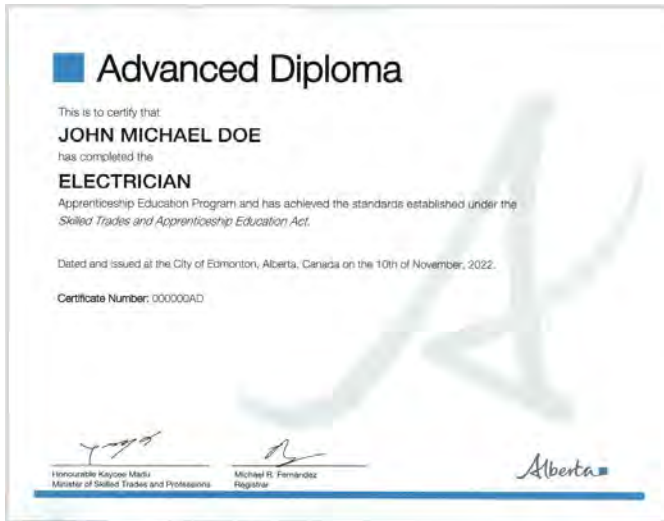 Advanced Diploma
This is to certify that
JOHN MICHAEL DOE
has completed the
ELECTRICIAN
Apprenticeship Education Program and has achieved the standards established under the
Skilled Trades and Apprenticeship Education Act.
Dated and issued at the City of Edmonton, Alberta, Canada on the 10th of November, 2022.
Certificate Number: 000000AD
Honourable Kaycee Madu
Minister of Skilled Trades and Professions
Michael R. Fernandez
Registrar
Alberta